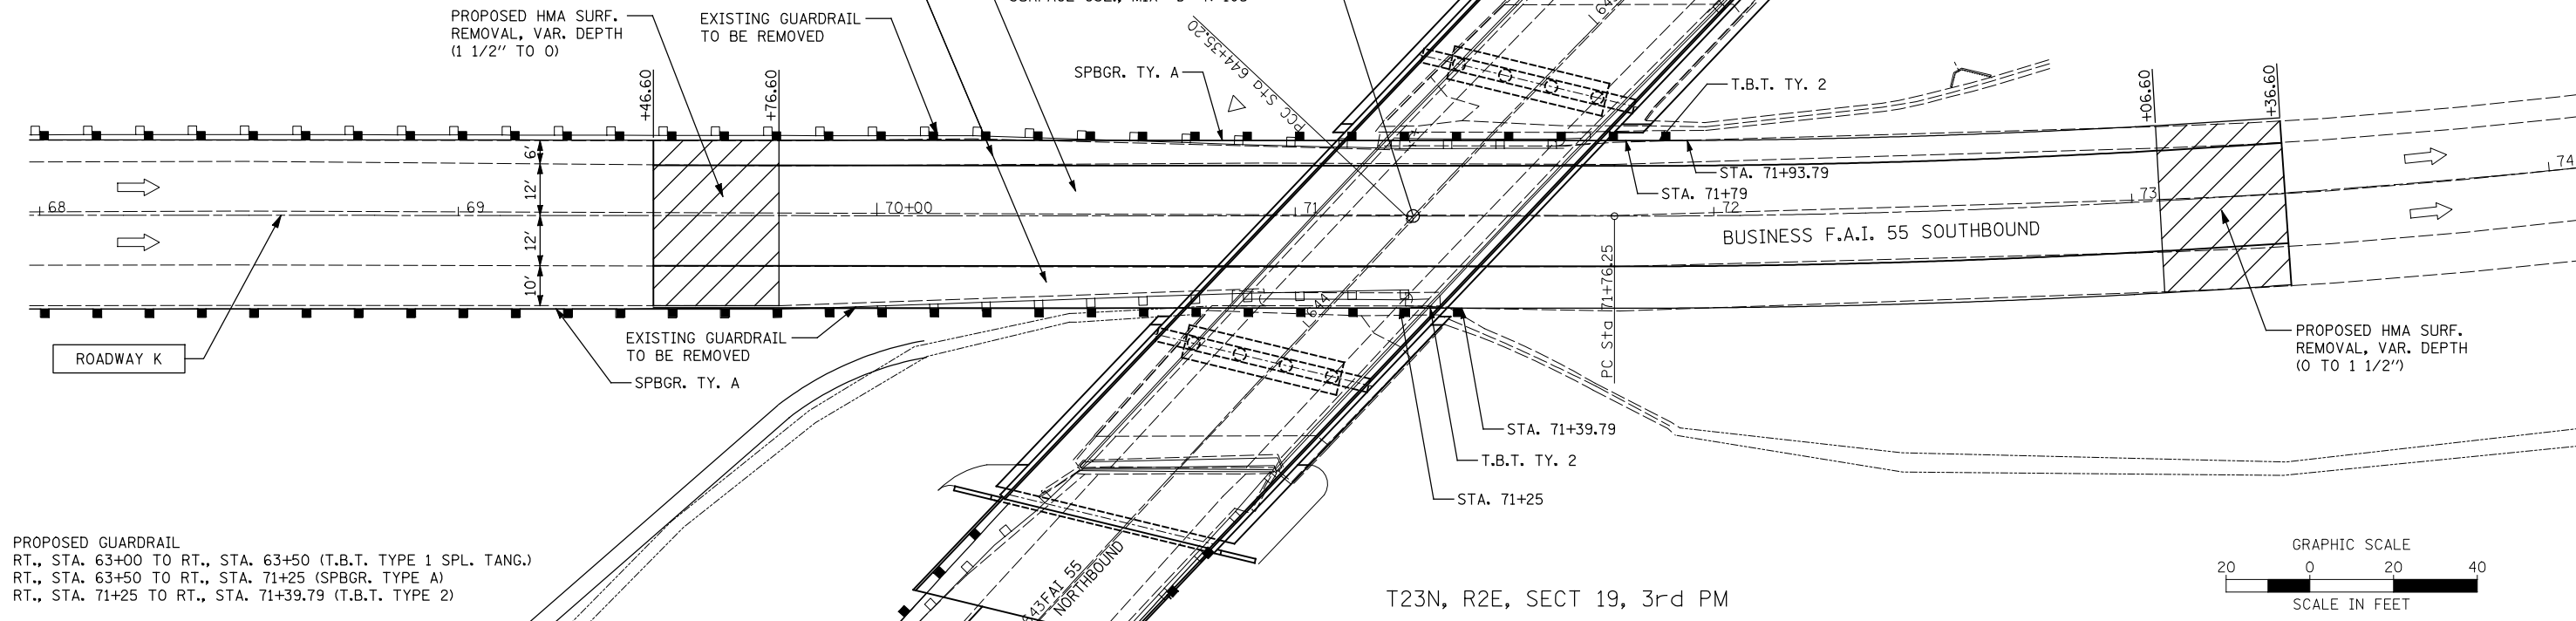 PROPOSED HMA SURF.
REMOVAL, VAR. DEPTH
(1 1/2" TO 0)
EXISTING GUARDRAIL
TO BE REMOVED
SPBGR. TY. A
PCC Sta 6444+35.20
T.B.T. TY. 2
+46.60
+76.60
+06.60
+36.60
6'
12'
12'
10'
68
69
70+00
71
72
73
74
STA. 71+93.79
STA. 71+79
BUSINESS F.A.I. 55 SOUTHBOUND
PC Sta 71+76.25
6444
ROADWAY K
EXISTING GUARDRAIL
TO BE REMOVED
SPBGR. TY. A
PROPOSED HMA SURF.
REMOVAL, VAR. DEPTH
(0 TO 1 1/2")
STA. 71+39.79
T.B.T. TY. 2
STA. 71+25
FAI 55
NORTHBOUND
PROPOSED GUARDRAIL
RT., STA. 63+00 TO RT., STA. 63+50 (T.B.T. TYPE 1 SPL. TANG.)
RT., STA. 63+50 TO RT., STA. 71+25 (SPBGR. TYPE A)
RT., STA. 71+25 TO RT., STA. 71+39.79 (T.B.T. TYPE 2)
T23N, R2E, SECT 19, 3rd PM
GRAPHIC SCALE
20 0 20 40
SCALE IN FEET